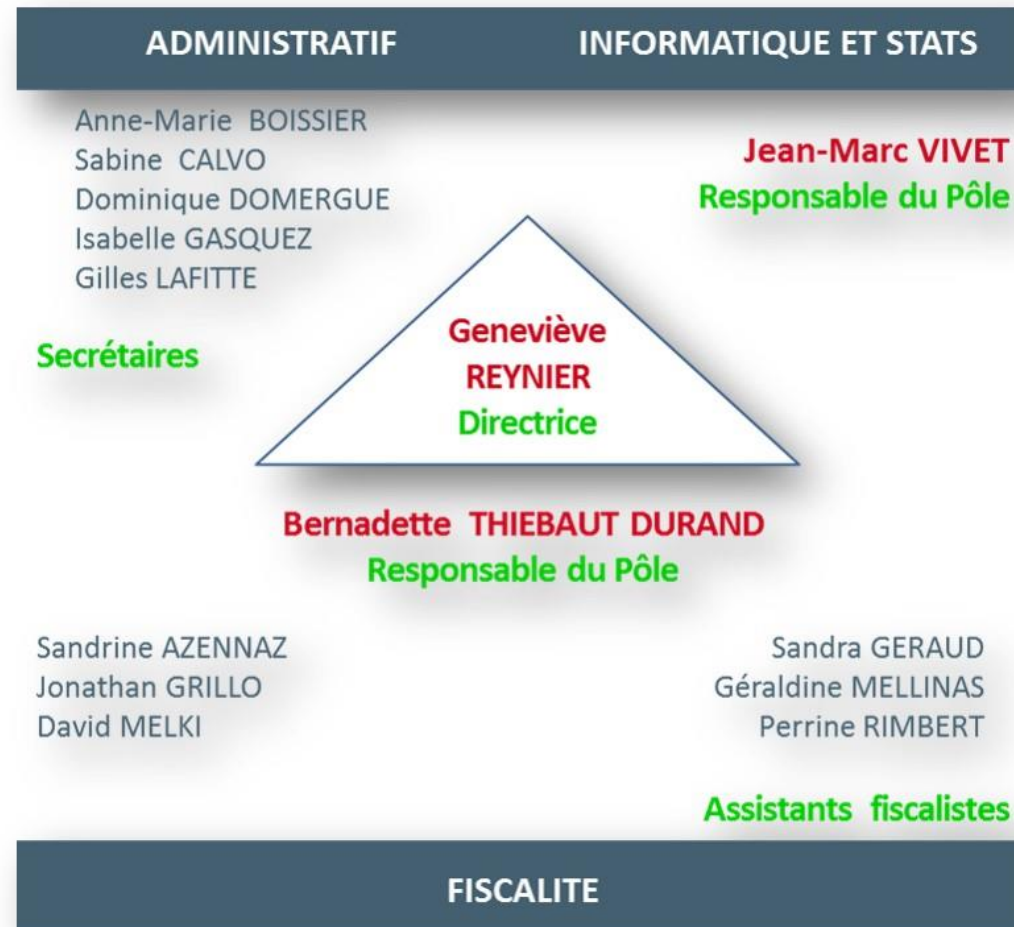 ADMINISTRATIF
INFORMATIQUE ET STATS
Anne-Marie BOISSIER
Sabine CALVO
Dominique DOMERGUE
Isabelle GASQUEZ
Gilles LAFITTE
Secrétaires
Jean-Marc VIVET
Responsable du Pôle
Geneviève
REYNIER
Directrice
Bernadette THIEBAUT DURAND
Responsable du Pôle
Sandrine AZENNAZ
Jonathan GRILLO
David MELKI
Sandra GERAUD
Géraldine MELLINAS
Perrine RIMBERT
Assistants fiscalistes
FISCALITE